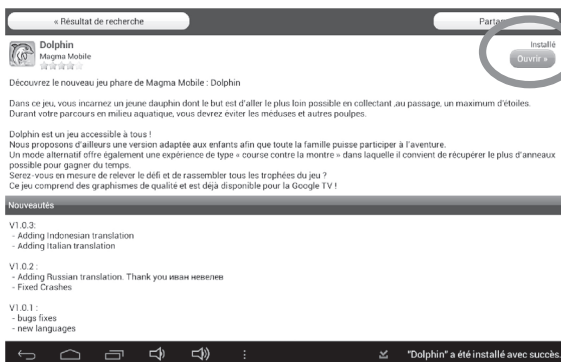 « Résultat de recherche
Dolphin
Magma Mobile
Installé
Ouvrir »
Découvrez le nouveau jeu phare de Magma Mobile : Dolphin
Dans ce jeu, vous incarnez un jeune dauphin dont le but est d'aller le plus loin possible en collectant ,au passage, un maximum d'étoiles.
Durant votre parcours en milieu aquatique, vous devrez éviter les méduses et autres poulpes.
Dolphin est un jeu accessible à tous !
Nous proposons d'ailleurs une version adaptée aux enfants afin que toute la famille puisse participer à l'aventure.
Un mode alternatif offre également une expérience de type « course contre la montre » dans laquelle il convient de récupérer le plus d'anneaux
possible pour gagner du temps.
Serez-vous en mesure de relever le défi et de rassembler tous les trophées du jeu ?
Ce jeu comprend des graphismes de qualité et est déjà disponible pour la Google TV !
Nouveautés
V1.0.3:
- Adding Indonesian translation
- Adding Italian translation
V1.0.2 :
- Adding Russian translation. Thank you иван невелев
- Fixed Crashes
V1.0.1 :
- bugs fixes
- new languages
"Dolphin" a été installé avec succès.